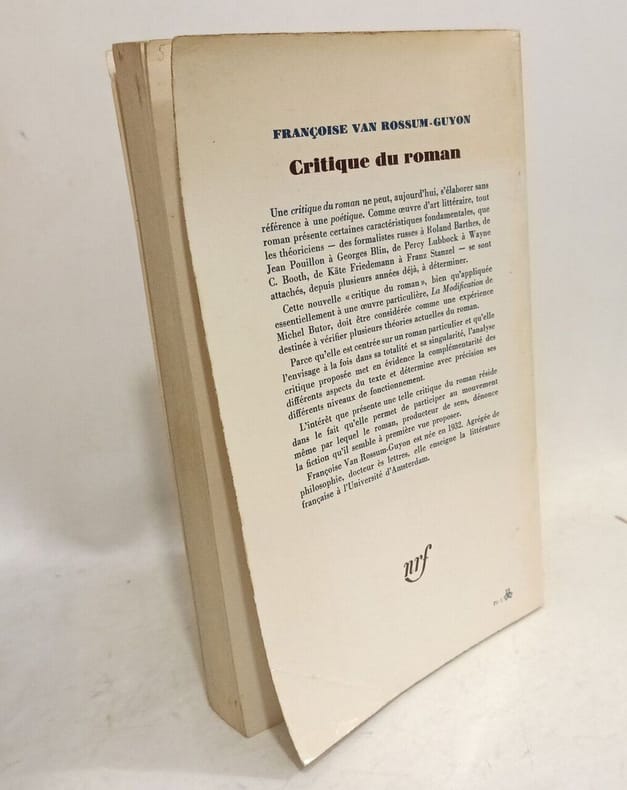 FRANÇOISE VAN ROSSUM-GUYON
Critique du roman
Une critique du roman ne peut, aujourd'hui, s'élaborer sans
référence à une poétique. Comme œuvre d'art littéraire, tout
roman présente certaines caractéristiques fondamentales, que
les théoriciens — des formalistes russes à Roland Barthes, de
Jean Pouillon à Georges Blin, de Percy Lubbock à Wayne
C. Booth, de Käte Friedemann à Franz Stanzel — se sont
attachés, depuis plusieurs années déjà, à déterminer.
Cette nouvelle « critique du roman », bien qu'appliquée
essentiellement à une œuvre particulière, La Modification de
Michel Butor, doit être considérée comme une expérience
destinée à vérifier plusieurs théories actuelles du roman.
Parce qu'elle est centrée sur un roman particulier et qu'elle
l'envisage à la fois dans sa totalité et sa singularité, l'analyse
critique proposée met en évidence la complémentarité des
différents aspects du texte et détermine avec précision ses
différents niveaux de fonctionnement.
L'intérêt que présente une telle critique du roman réside
dans le fait qu'elle permet de participer au mouvement
même par lequel le roman, producteur de sens, dénonce
la fiction qu'il semble à première vue proposer.
Françoise Van Rossum-Guyon est née en 1932. Agrégée de
philosophie, docteur ès lettres, elle enseigne la littérature
française à l'Université d'Amsterdam.
nrf
5